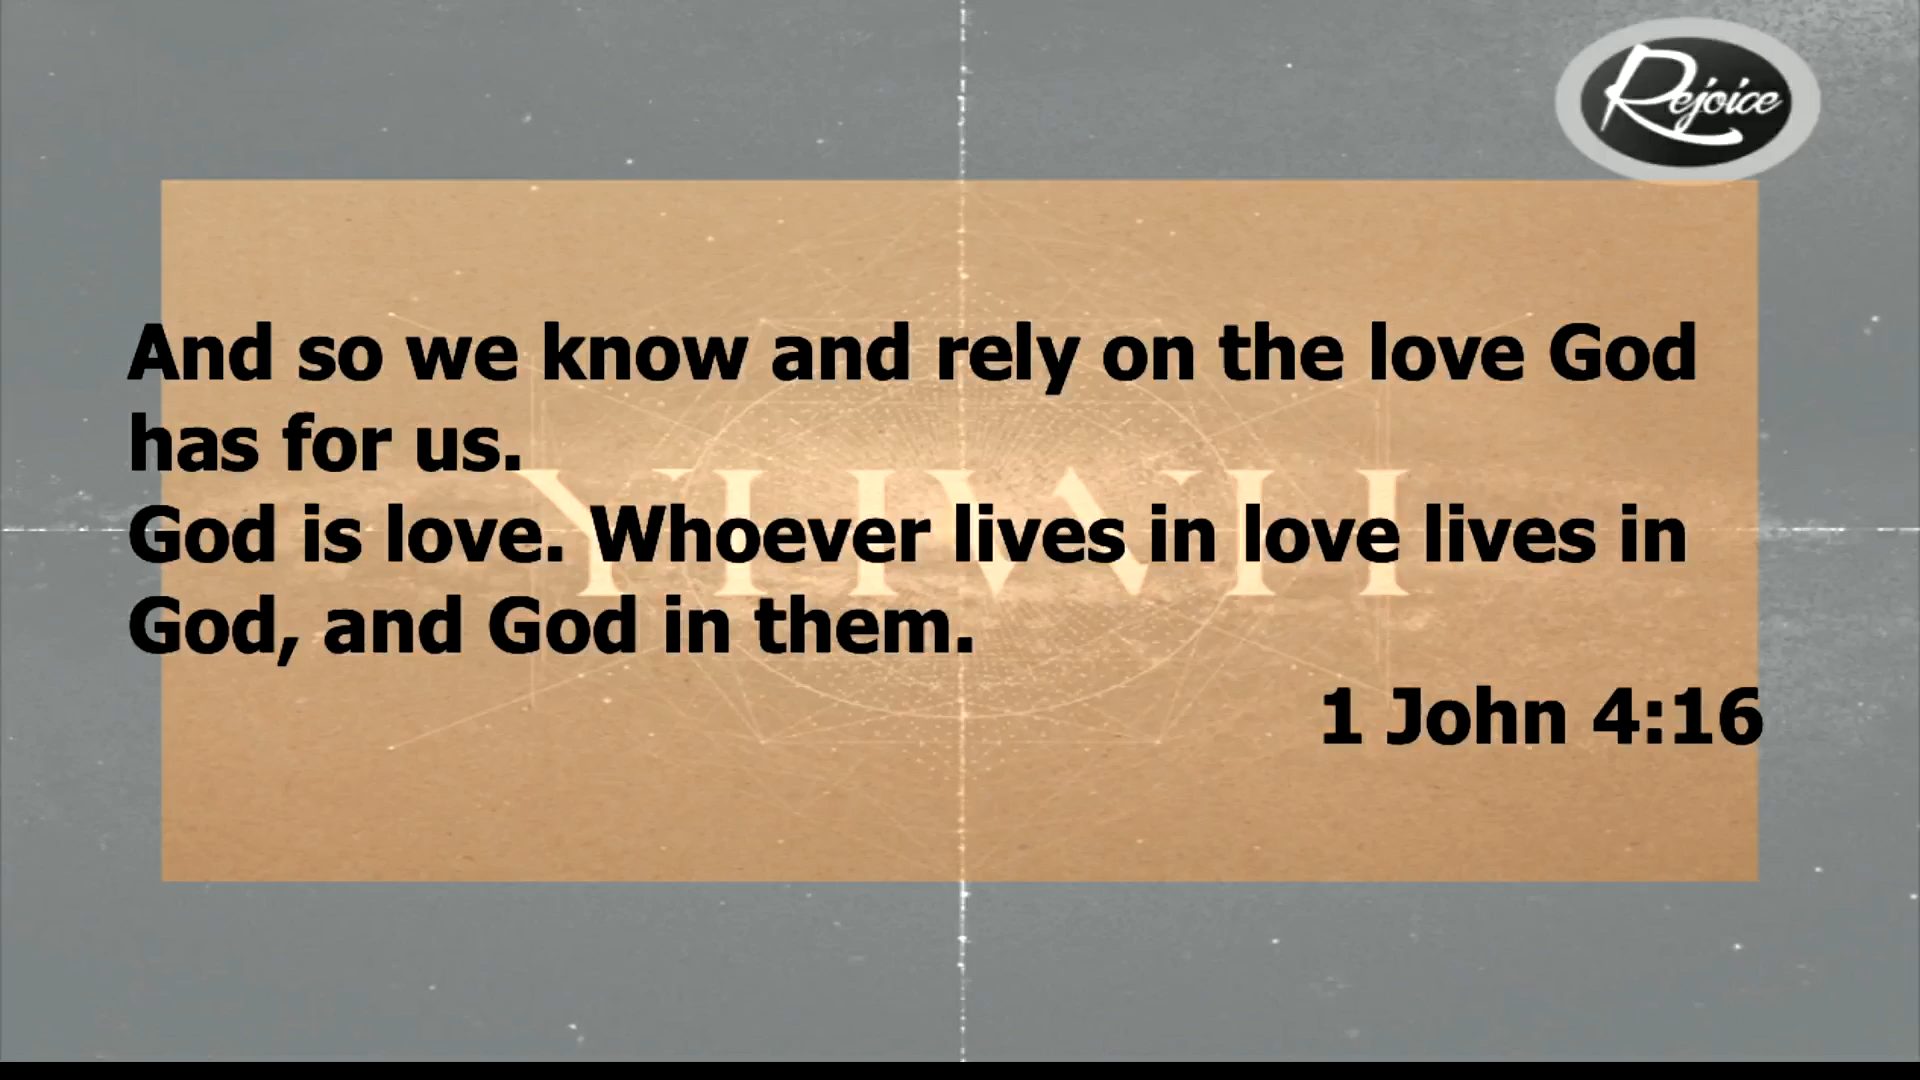 Rejoice
And so we know and rely on the love God
has for us.
YHWH
God is love. Whoever lives in love lives in
God, and God in them.
1 John 4:16